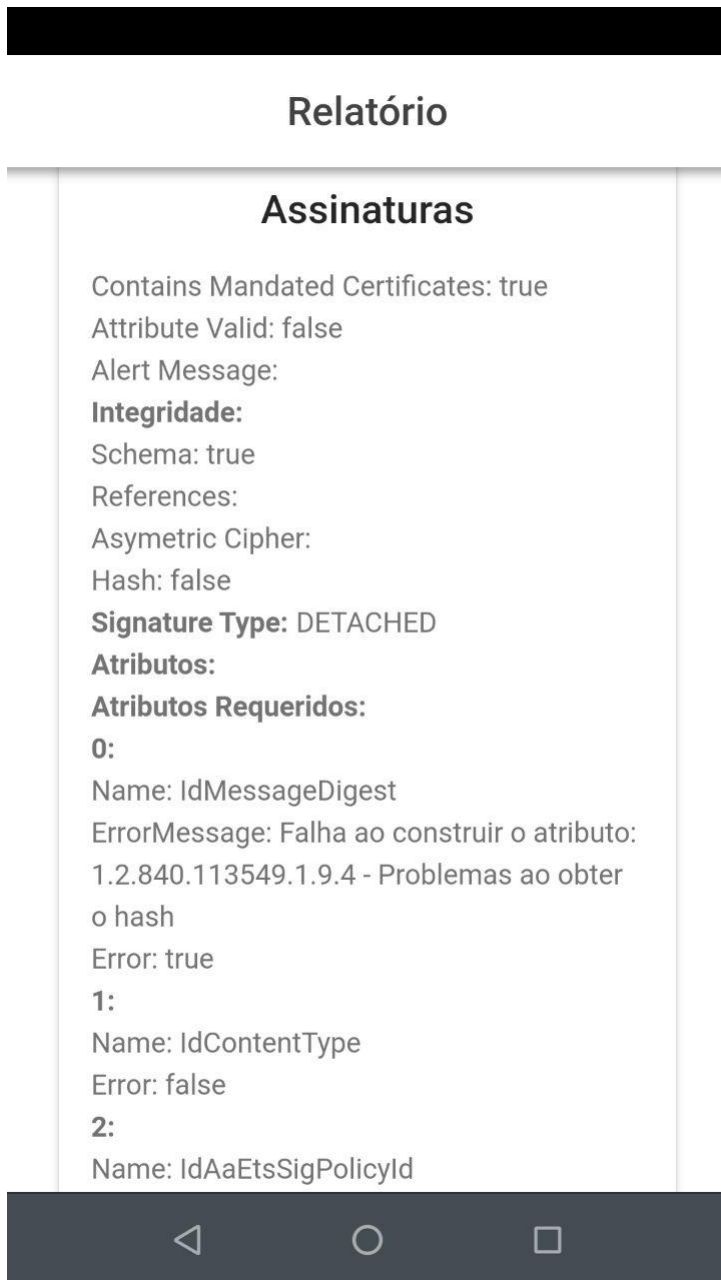 Relatório
Assinaturas
Contains Mandated Certificates: true
Attribute Valid: false
Alert Message:
Integridade:
Schema: true
References:
Asymetric Cipher:
Hash: false
Signature Type: DETACHED
Atributos:
Atributos Requeridos:
0:
Name: IdMessageDigest
ErrorMessage: Falha ao construir o atributo:
1.2.840.113549.1.9.4 - Problemas ao obter
o hash
Error: true
1:
Name: IdContentType
Error: false
2:
Name: IdAaEtsSigPolicyId